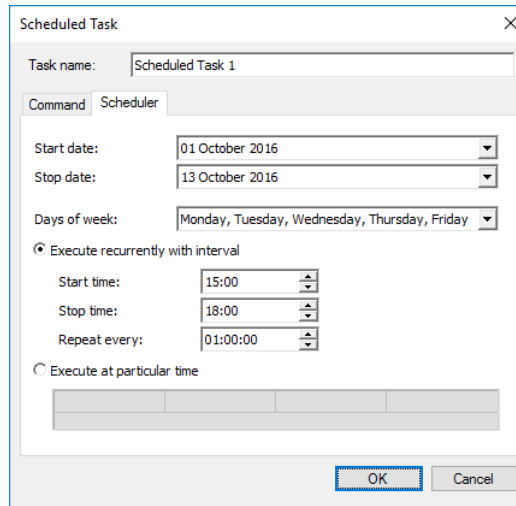 Scheduled Task
Task name: Scheduled Task 1
Command Scheduler
Start date: 01 October 2016
Stop date: 13 October 2016
Days of week: Monday, Tuesday, Wednesday, Thursday, Friday
Execute recurrently with interval
Start time: 15:00
Stop time: 18:00
Repeat every: 01:00:00
Execute at particular time
OK Cancel